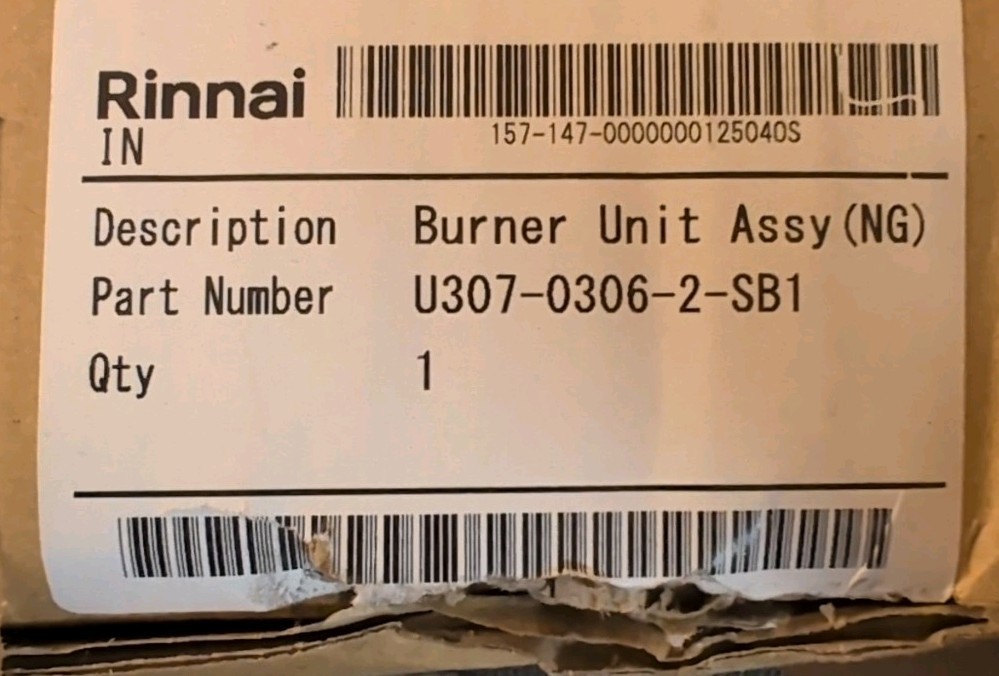 Rinnai
IN
157-147-0000000125040S
Description Burner Unit Assy(NG)
Part Number U307-0306-2-SB1
Qty 1